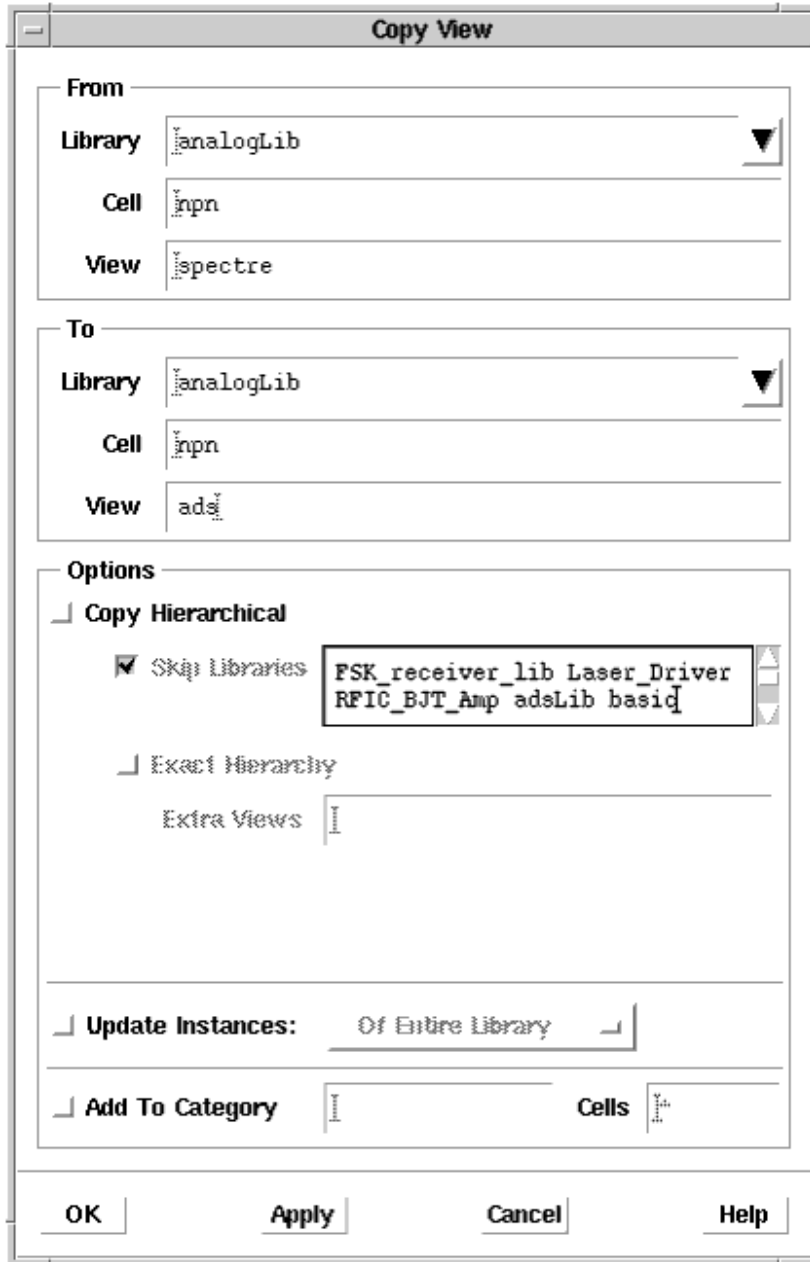 Copy View
From
Library analogLib
Cell npn
View spectre
To
Library analogLib
Cell npn
View ads
Options
Copy Hierarchical
Skip Libraries FSK_receiver_lib Laser_Driver
RFIC_BJT_Amp adsLib basic
Exact Hierarchy
Extra Views
Update Instances: Of Entire Library
Add To Category Cells *
OK Apply Cancel Help